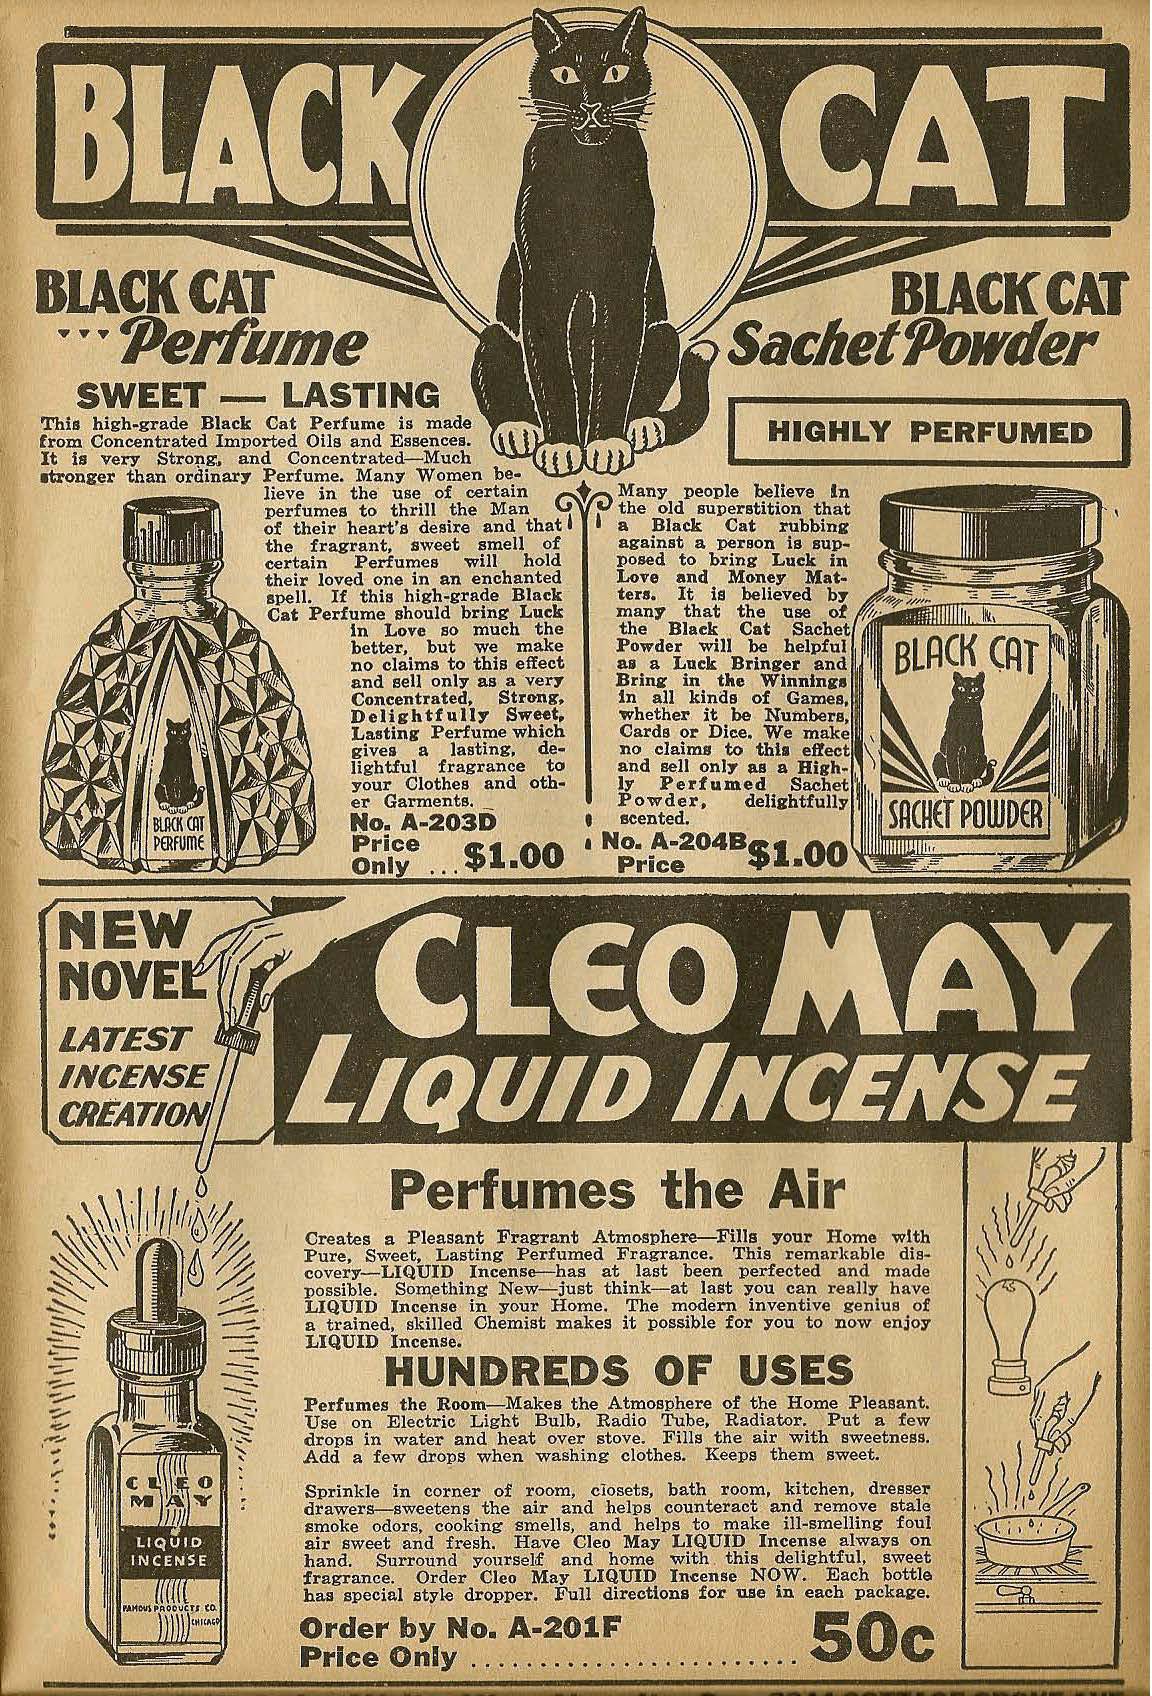 BLACK CAT
BLACK CAT
Perfume
SWEET — LASTING
This high-grade Black Cat Perfume is made
from Concentrated Imported Oils and Essences.
It is very Strong, and Concentrated—Much
stronger than ordinary Perfume. Many Women be-
lieve in the use of certain
perfumes to thrill the Man
of their heart's desire and that
the fragrant, sweet smell of
certain Perfumes will hold
their loved one in an enchanted
spell. If this high-grade Black
Cat Perfume should bring Luck
in Love so much the
better, but we make
no claims to this effect
and sell only as a very
Concentrated, Strong,
Delightfully Sweet,
Lasting Perfume which
gives a lasting, de-
lightful fragrance to
your Clothes and oth-
er Garments.
No. A-203D
Price
Only ... $1.00
BLACK CAT
PERFUME
BLACK CAT
Sachet Powder
HIGHLY PERFUMED
Many people believe in
the old superstition that
a Black Cat rubbing
against a person is sup-
posed to bring Luck in
Love and Money Mat-
ters. It is believed by
many that the use of
the Black Cat Sachet
Powder will be helpful
as a Luck Bringer and
Bring in the Winnings
in all kinds of Games,
whether it be Numbers,
Cards or Dice. We make
no claims to this effect
and sell only as a High-
ly Perfumed Sachet
Powder, delightfully
scented.
No. A-204B
Price $1.00
BLACK CAT
SACHET POWDER
NEW
NOVEL
LATEST
INCENSE
CREATION
CLEO MAY
LIQUID INCENSE
Perfumes the Air
Creates a Pleasant Fragrant Atmosphere—Fills your Home with
Pure, Sweet, Lasting Perfumed Fragrance. This remarkable dis-
covery—LIQUID Incense—has at last been perfected and made
possible. Something New—just think—at last you can really have
LIQUID Incense in your Home. The modern inventive genius of
a trained, skilled Chemist makes it possible for you to now enjoy
LIQUID Incense.
HUNDREDS OF USES
Perfumes the Room—Makes the Atmosphere of the Home Pleasant.
Use on Electric Light Bulb, Radio Tube, Radiator. Put a few
drops in water and heat over stove. Fills the air with sweetness.
Add a few drops when washing clothes. Keeps them sweet.
Sprinkle in corner of room, closets, bath room, kitchen, dresser
drawers—sweetens the air and helps counteract and remove stale
smoke odors, cooking smells, and helps to make ill-smelling foul
air sweet and fresh. Have Cleo May LIQUID Incense always on
hand. Surround yourself and home with this delightful, sweet
fragrance. Order Cleo May LIQUID Incense NOW. Each bottle
has special style dropper. Full directions for use in each package.
Order by No. A-201F
Price Only ........................ 50c
CLEO
MAY
LIQUID
INCENSE
FAMOUS PRODUCTS CO.
CHICAGO